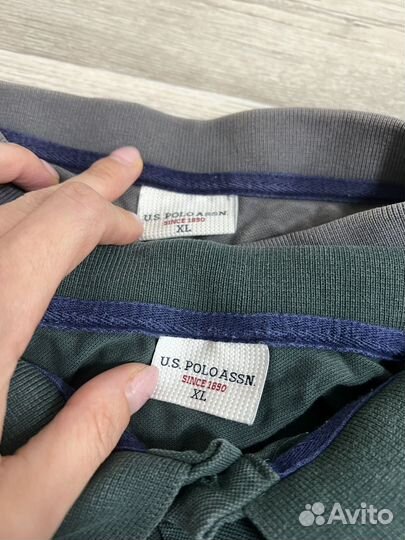 U.S. POLO ASSN.
SINCE 1890
XL
U.S. POLO ASSN.
SINCE 1890
XL
Avito